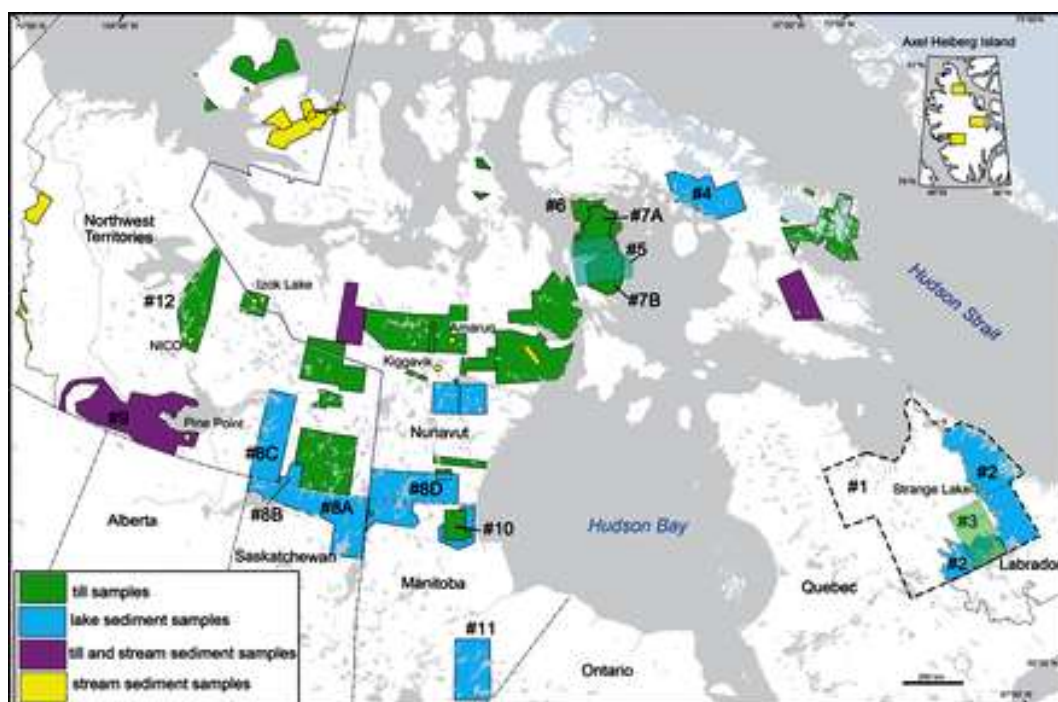 Axel Heiberg Island
#4
#6
#7A
#5
Northwest
Territories
Hudson Strait
#12
Izok Lake
#7B
NICO
Amaruq
Kiggavik
#9
Pine Point
Nunavut
#8C
#8D
#2
#1
Strange Lake
#8A
#8B
#3
#10
Hudson Bay
Alberta
Saskatchewan
#2
Labrador
Manitoba
Quebec
till samples
lake sediment samples
#11
till and stream sediment samples
Ontario
stream sediment samples